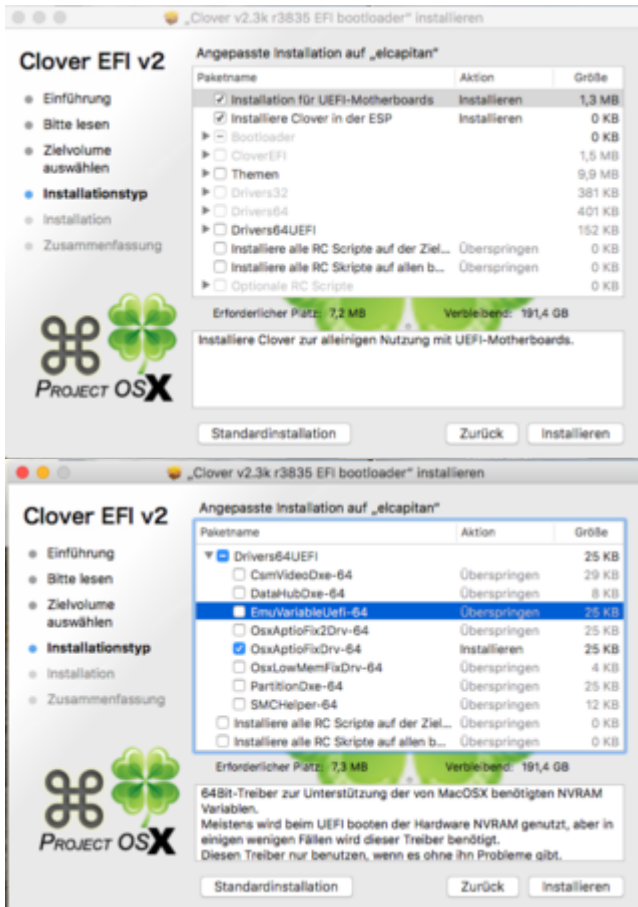 „Clover v2.3k r3835 EFI bootloader" installieren
Clover EFI v2
Angepasste Installation auf „elcapitan"
Paketname Aktion Größe
Einführung
Bitte lesen
Zielvolume
auswählen
Installationstyp
Installation
Zusammenfassung
Installation für UEFI-Motherboards Installieren 1,3 MB
Installiere Clover in der ESP Installieren 0 KB
Bootloader 0 KB
CloverEFI 1,5 MB
Themen 9,9 MB
Drivers32 381 KB
Drivers64 401 KB
Drivers64UEFI 152 KB
Installiere alle RC Scripte auf der Ziel... Überspringen 0 KB
Installiere alle RC Skripte auf allen b... Überspringen 0 KB
Optionale RC Scripte 0 KB
Erforderlicher Platz: 7,2 MB Verbleibend: 191,4 GB
Installiere Clover zur alleinigen Nutzung mit UEFI-Motherboards.
PROJECT OSX
Standardinstallation Zurück Installieren
„Clover v2.3k r3835 EFI bootloader" installieren
Clover EFI v2
Angepasste Installation auf „elcapitan"
Paketname Aktion Größe
Einführung
Bitte lesen
Zielvolume
auswählen
Installationstyp
Installation
Zusammenfassung
Drivers64UEFI 25 KB
CsmVideoDxe-64 Überspringen 29 KB
DataHubDxe-64 Überspringen 8 KB
EmuVariableUefi-64 Überspringen 25 KB
OsxAptioFix2Drv-64 Überspringen 25 KB
OsxAptioFixDrv-64 Installieren 25 KB
OsxLowMemFixDrv-64 Überspringen 4 KB
PartitionDxe-64 Überspringen 25 KB
SMCHelper-64 Überspringen 12 KB
Installiere alle RC Scripte auf der Ziel... Überspringen 0 KB
Installiere alle RC Skripte auf allen b... Überspringen 0 KB
Erforderlicher Platz: 7,3 MB Verbleibend: 191,4 GB
64Bit-Treiber zur Unterstützung der von MacOSX benötigten NVRAM
Variablen.
Meistens wird beim UEFI booten der Hardware NVRAM genutzt, aber in
einigen wenigen Fällen wird dieser Treiber benötigt.
Diesen Treiber nur benutzen, wenn es ohne ihn Probleme gibt.
PROJECT OSX
Standardinstallation Zurück Installieren